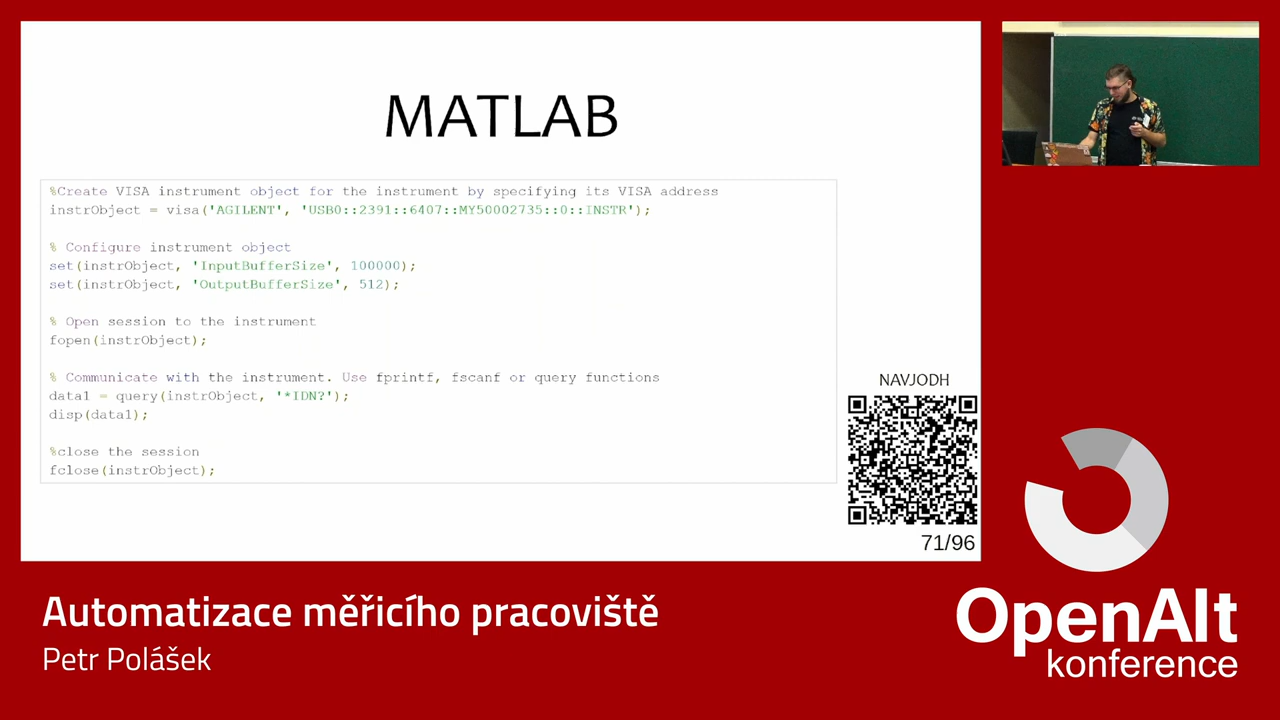 MATLAB
%Create VISA instrument object for the instrument by specifying its VISA address
instrObject = visa('AGILENT', 'USB0::2391::6407::MY50002735::0::INSTR');
% Configure instrument object
set(instrObject, 'InputBufferSize', 100000);
set(instrObject, 'OutputBufferSize', 512);
% Open session to the instrument
fopen(instrObject);
% Communicate with the instrument. Use fprintf, fscanf or query functions
data1 = query(instrObject, '*IDN?');
disp(data1);
%close the session
fclose(instrObject);
NAVJODH
71/96
Automatizace měřicího pracoviště
Petr Polášek
OpenAlt
konference